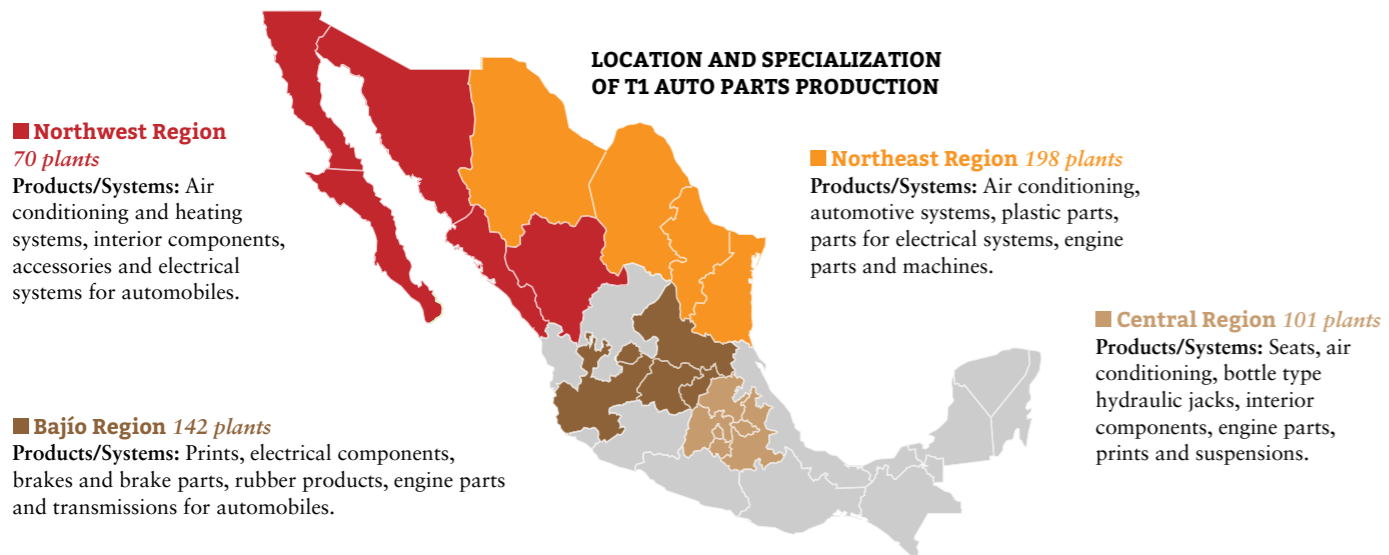 LOCATION AND SPECIALIZATION
OF T1 AUTO PARTS PRODUCTION
Northwest Region
70 plants
Products/Systems: Air
conditioning and heating
systems, interior components,
accessories and electrical
systems for automobiles.
Northeast Region 198 plants
Products/Systems: Air conditioning,
automotive systems, plastic parts,
parts for electrical systems, engine
parts and machines.
Central Region 101 plants
Products/Systems: Seats, air
conditioning, bottle type
hydraulic jacks, interior
components, engine parts,
prints and suspensions.
Bajío Region 142 plants
Products/Systems: Prints, electrical components,
brakes and brake parts, rubber products, engine parts
and transmissions for automobiles.